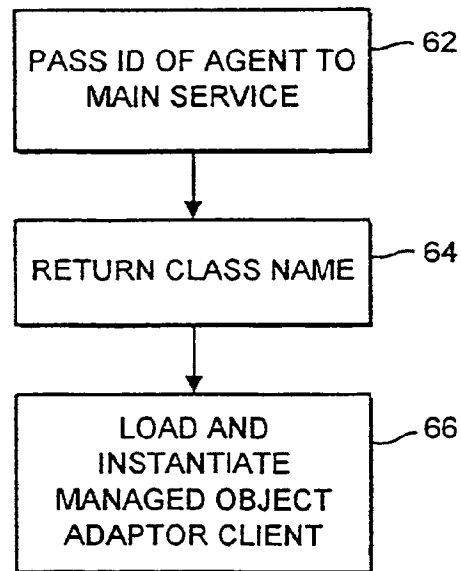 PASS ID OF AGENT TO
MAIN SERVICE
62
RETURN CLASS NAME
64
LOAD AND
INSTANTIATE
MANAGED OBJECT
ADAPTOR CLIENT
66